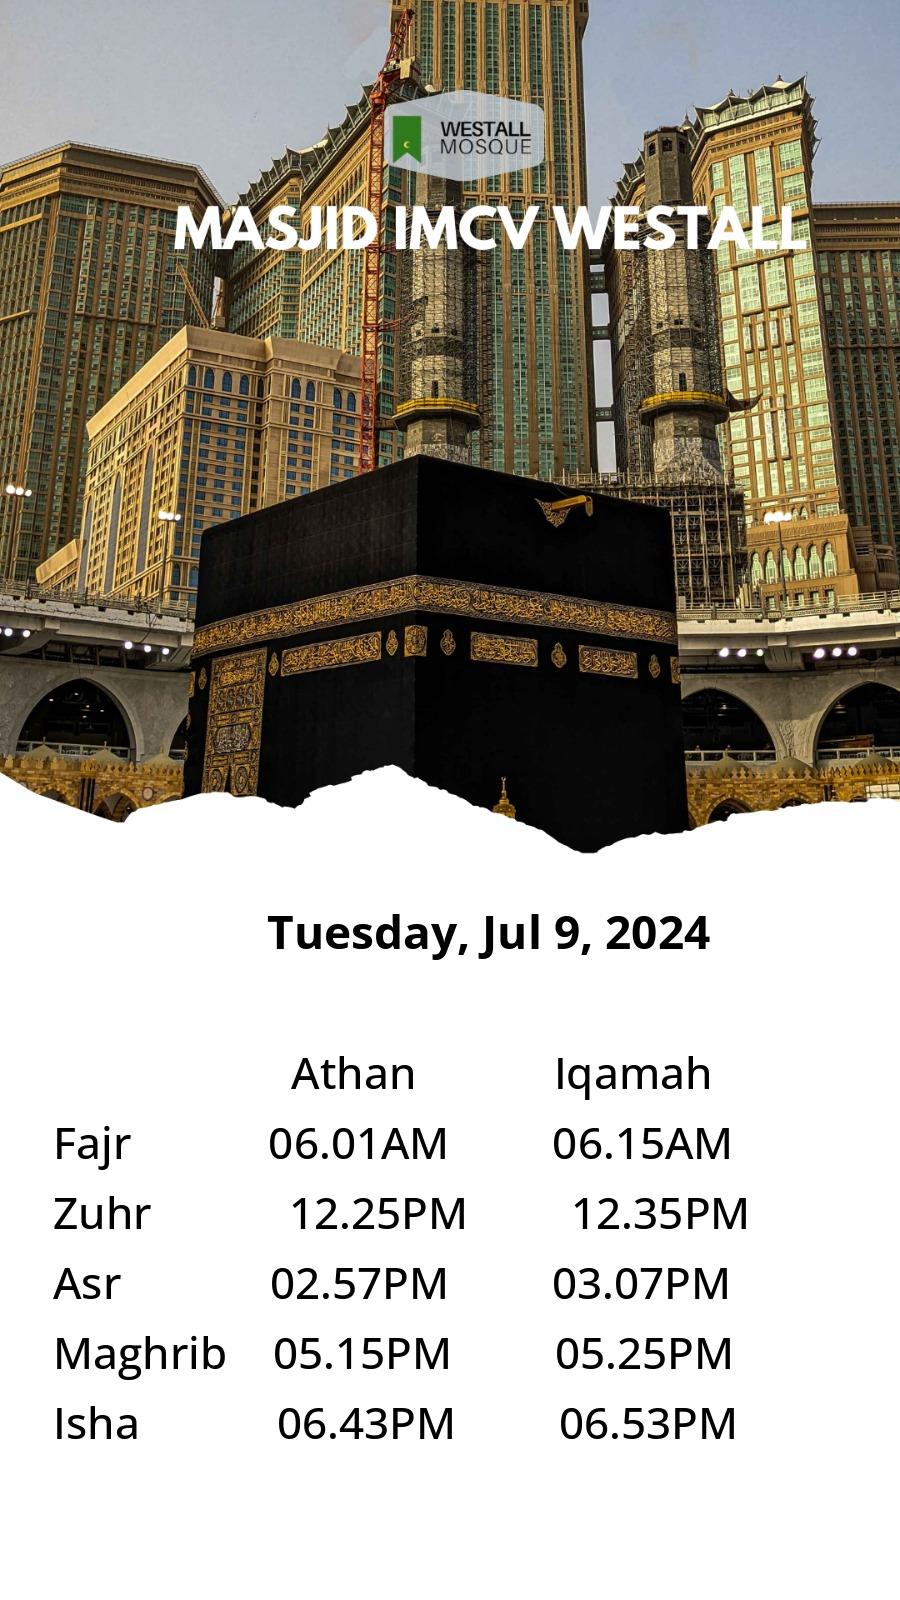 WESTALL
MOSQUE
MASJID IMCV WESTALL
Tuesday, Jul 9, 2024
Athan Iqamah
Fajr 06.01AM 06.15AM
Zuhr 12.25PM 12.35PM
Asr 02.57PM 03.07PM
Maghrib 05.15PM 05.25PM
Isha 06.43PM 06.53PM